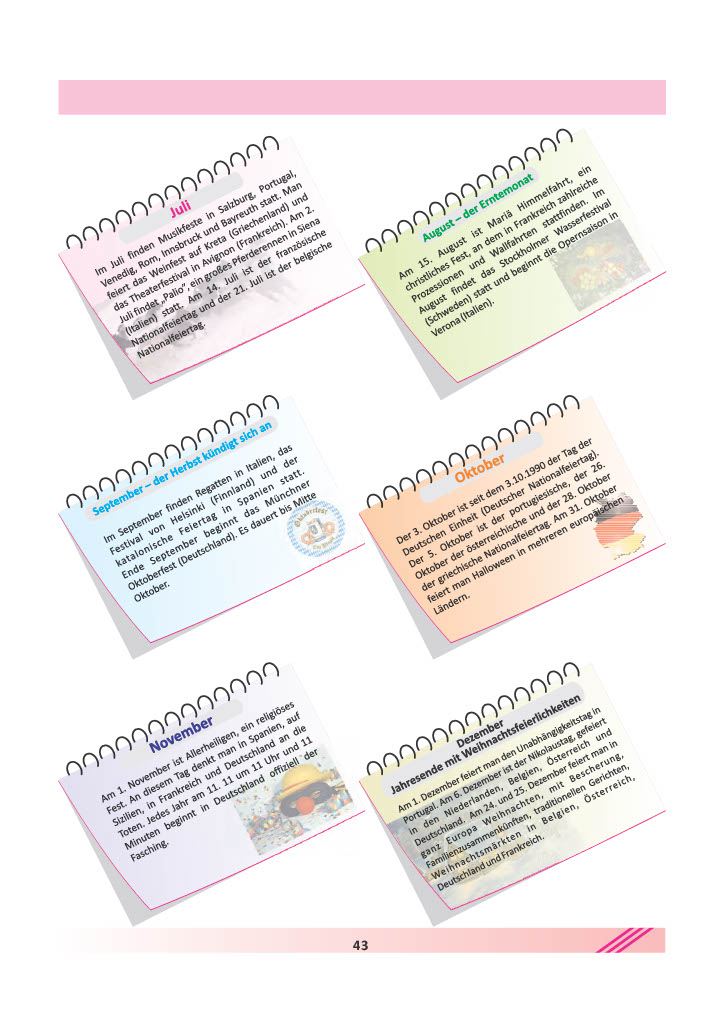 Juli
Im Juli finden Musikfeste in Salzburg, Portugal,
Venedig, Rom, Innsbruck und Bayreuth statt. Man
feiert das Weinfest auf Kreta (Griechenland) und
das Theaterfestival in Avignon (Frankreich). Am 2.
Juli findet „Palio“, ein großes Pferderennen in Siena
(Italien) statt. Am 14. Juli ist der französische
Nationalfeiertag und der 21. Juli ist der belgische
Nationalfeiertag.
August – der Erntemonat
Am 15. August ist Mariä Himmelfahrt, ein
christliches Fest, an dem in Frankreich zahlreiche
Prozessionen und Wallfahrten stattfinden. Im
August findet das Stockholmer Wasserfestival
(Schweden) statt und beginnt die Opernsaison in
Verona (Italien).
September – der Herbst kündigt sich an
Im September finden Regatten in Italien, das
Festival von Helsinki (Finnland) und der
katalonische Feiertag in Spanien statt.
Ende September beginnt das Münchner
Oktoberfest (Deutschland). Es dauert bis Mitte
Oktober.
Oktoberfest
Oktober
Der 3. Oktober ist seit dem 3.10.1990 der Tag der
Deutschen Einheit (Deutscher Nationalfeiertag).
Der 5. Oktober ist der portugiesische, der 26.
Oktober der österreichische und der 28. Oktober
der griechische Nationalfeiertag. Am 31. Oktober
feiert man Halloween in mehreren europäischen
Ländern.
November
Am 1. November ist Allerheiligen, ein religiöses
Fest. An diesem Tag denkt man in Spanien, auf
Sizilien, in Frankreich und Deutschland an die
Toten. Jedes Jahr am 11. 11 um 11 Uhr und 11
Minuten beginnt in Deutschland offiziell der
Fasching.
Dezember
Jahresende mit Weihnachtsfeierlichkeiten
Am 1. Dezember feiert man den Unabhängigkeitstag in
Portugal. Am 6. Dezember ist der Nikolaustag, gefeiert
in den Niederlanden, Belgien, Österreich und
Deutschland. Am 24. und 25. Dezember feiert man in
ganz Europa Weihnachten, mit Bescherung,
Familienzusammenkünften, traditionellen Gerichten,
Weihnachtsmärkten in Belgien, Österreich,
Deutschland und Frankreich.
43